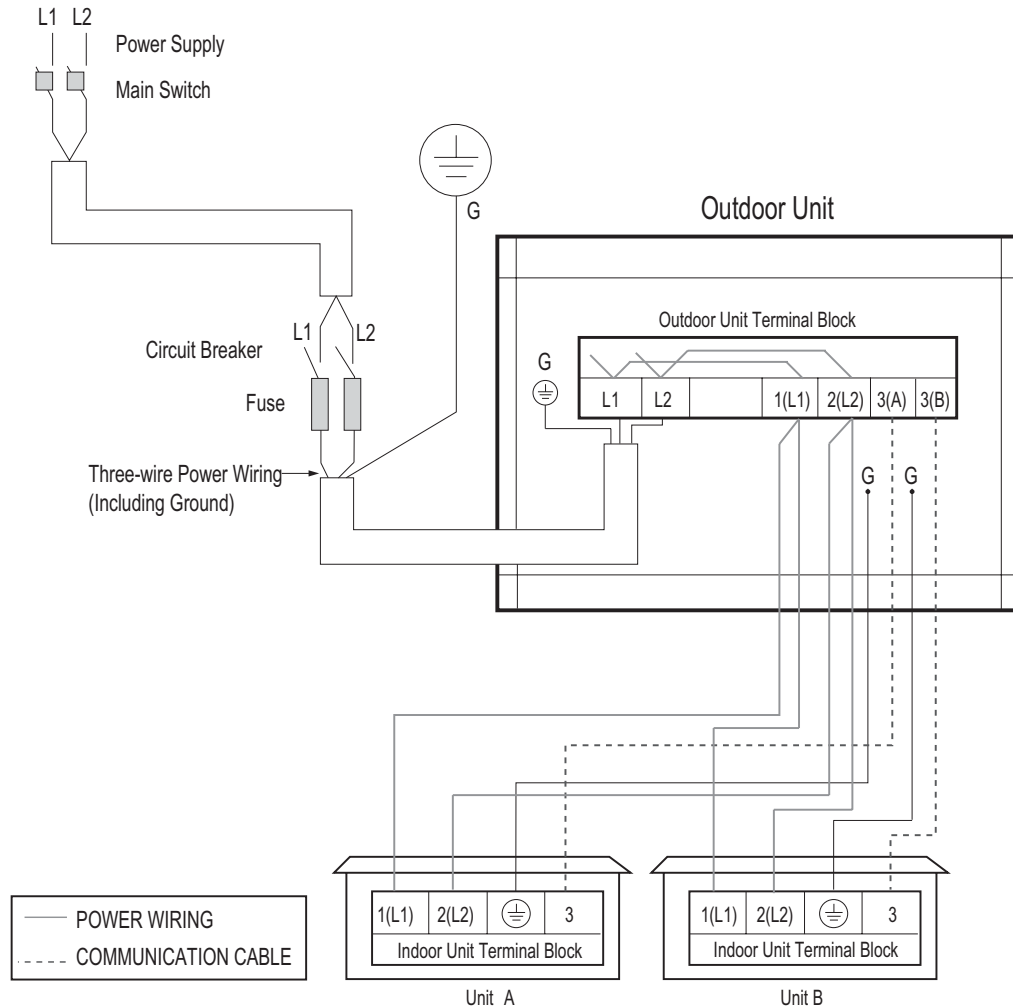 L1 L2
Power Supply
Main Switch
G
Outdoor Unit
L1 L2
Circuit Breaker
Fuse
Three-wire Power Wiring
(Including Ground)
Outdoor Unit Terminal Block
G
L1 L2 1(L1) 2(L2) 3(A) 3(B)
G G
1(L1) 2(L2) 3
Indoor Unit Terminal Block
Unit A
1(L1) 2(L2) 3
Indoor Unit Terminal Block
Unit B
POWER WIRING
COMMUNICATION CABLE